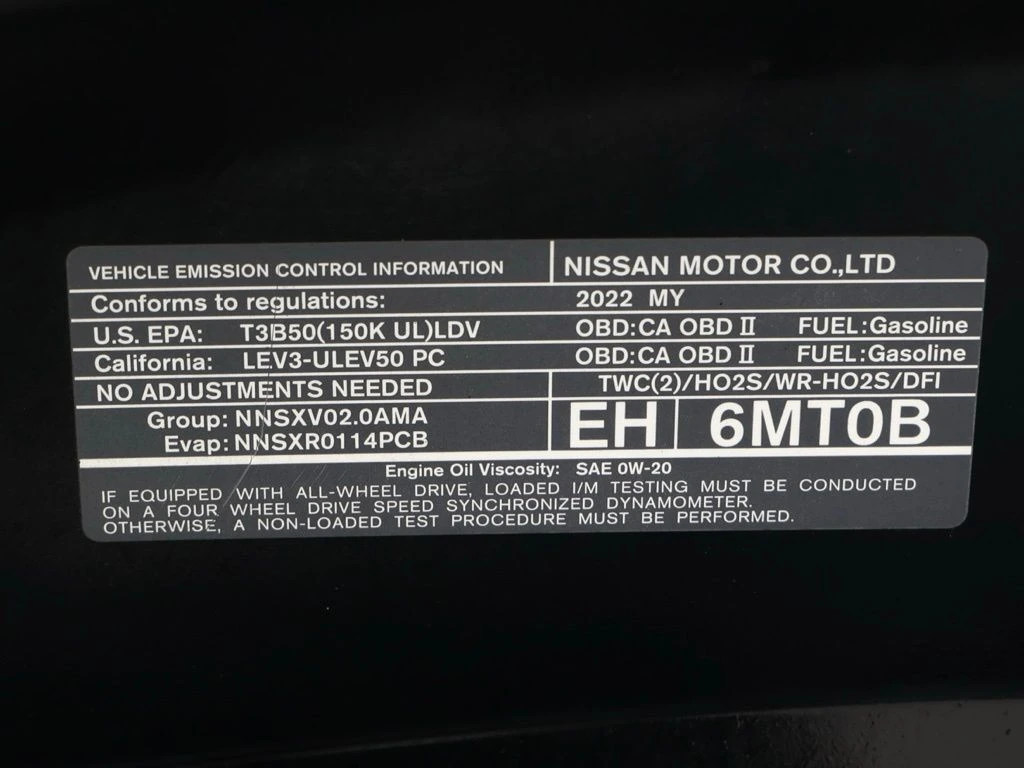 VEHICLE EMISSION CONTROL INFORMATION NISSAN MOTOR CO.,LTD
Conforms to regulations: 2022 MY
U.S. EPA: T3B50(150K UL)LDV OBD:CA OBD II FUEL:Gasoline
California: LEV3-ULEV50 PC OBD:CA OBD II FUEL:Gasoline
NO ADJUSTMENTS NEEDED TWC(2)/HO2S/WR-HO2S/DFI
Group: NNSXV02.0AMA EH 6MT0B
Evap: NNSXR0114PCB
Engine Oil Viscosity: SAE 0W-20
IF EQUIPPED WITH ALL-WHEEL DRIVE, LOADED I/M TESTING MUST BE CONDUCTED
ON A FOUR WHEEL DRIVE SPEED SYNCHRONIZED DYNAMOMETER.
OTHERWISE, A NON-LOADED TEST PROCEDURE MUST BE PERFORMED.